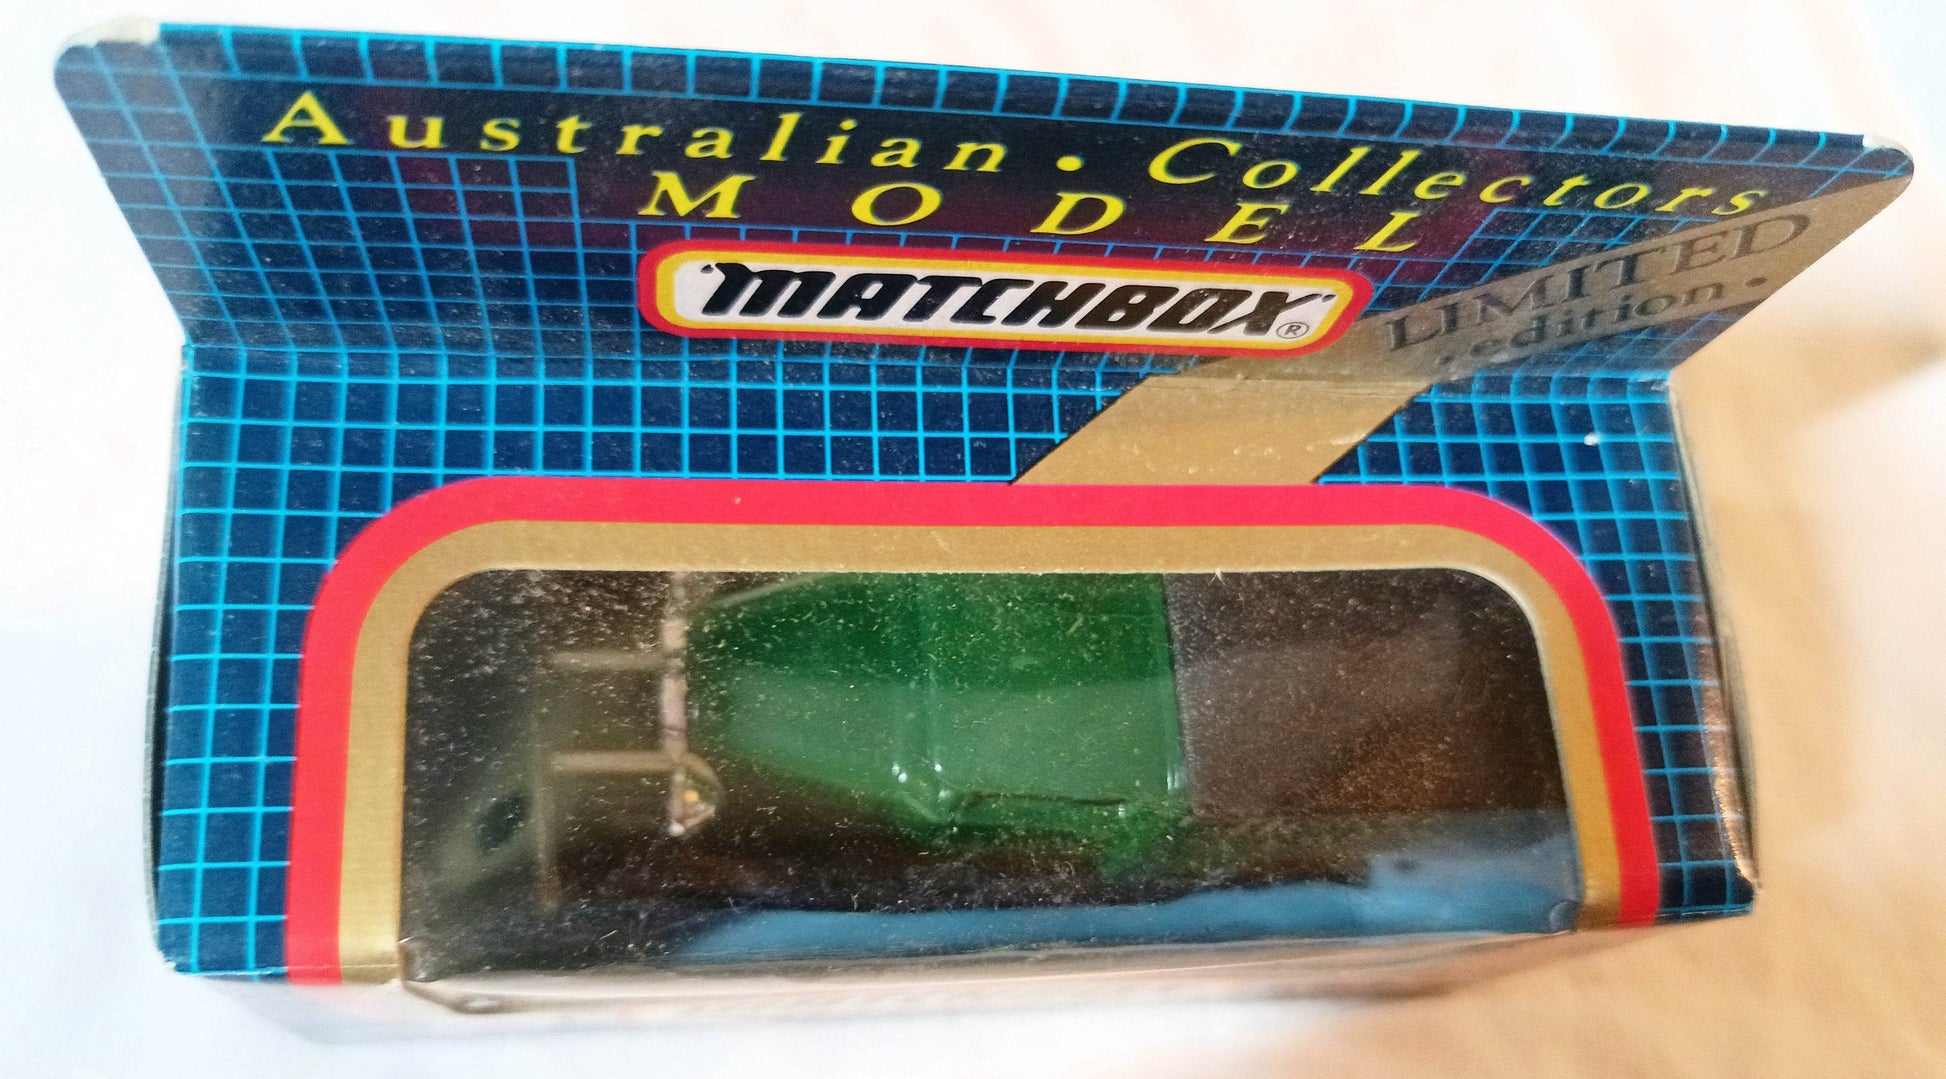 Australian • Collectors
MODEL
"MATCHBOX"®
LIMITED
• edition •